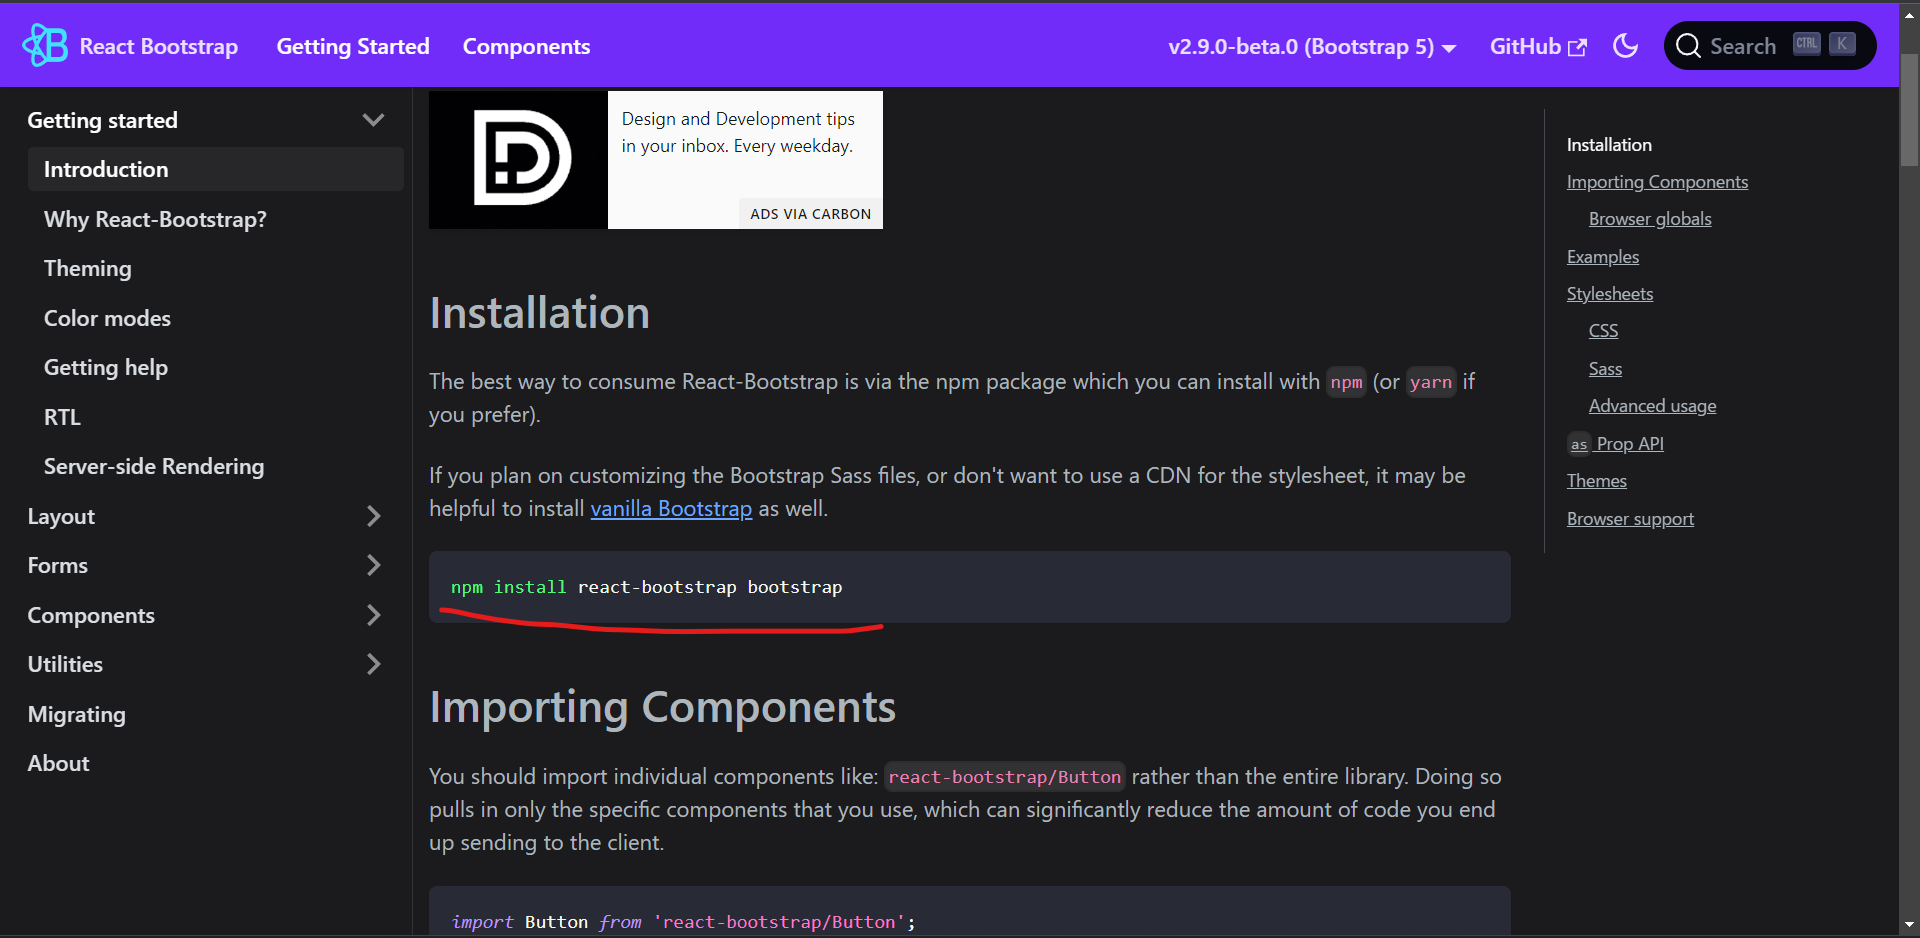 React Bootstrap Getting Started Components v2.9.0-beta.0 (Bootstrap 5) GitHub Search CTRL K
Getting started
Introduction
Why React-Bootstrap?
Theming
Color modes
Getting help
RTL
Server-side Rendering
Layout
Forms
Components
Utilities
Migrating
About
Design and Development tips
in your inbox. Every weekday.
ADS VIA CARBON
Installation
The best way to consume React-Bootstrap is via the npm package which you can install with npm (or yarn if
you prefer).
If you plan on customizing the Bootstrap Sass files, or don't want to use a CDN for the stylesheet, it may be
helpful to install vanilla Bootstrap as well.
npm install react-bootstrap bootstrap
Importing Components
You should import individual components like: react-bootstrap/Button rather than the entire library. Doing so
pulls in only the specific components that you use, which can significantly reduce the amount of code you end
up sending to the client.
import Button from 'react-bootstrap/Button';
Installation
Importing Components
Browser globals
Examples
Stylesheets
CSS
Sass
Advanced usage
as Prop API
Themes
Browser support